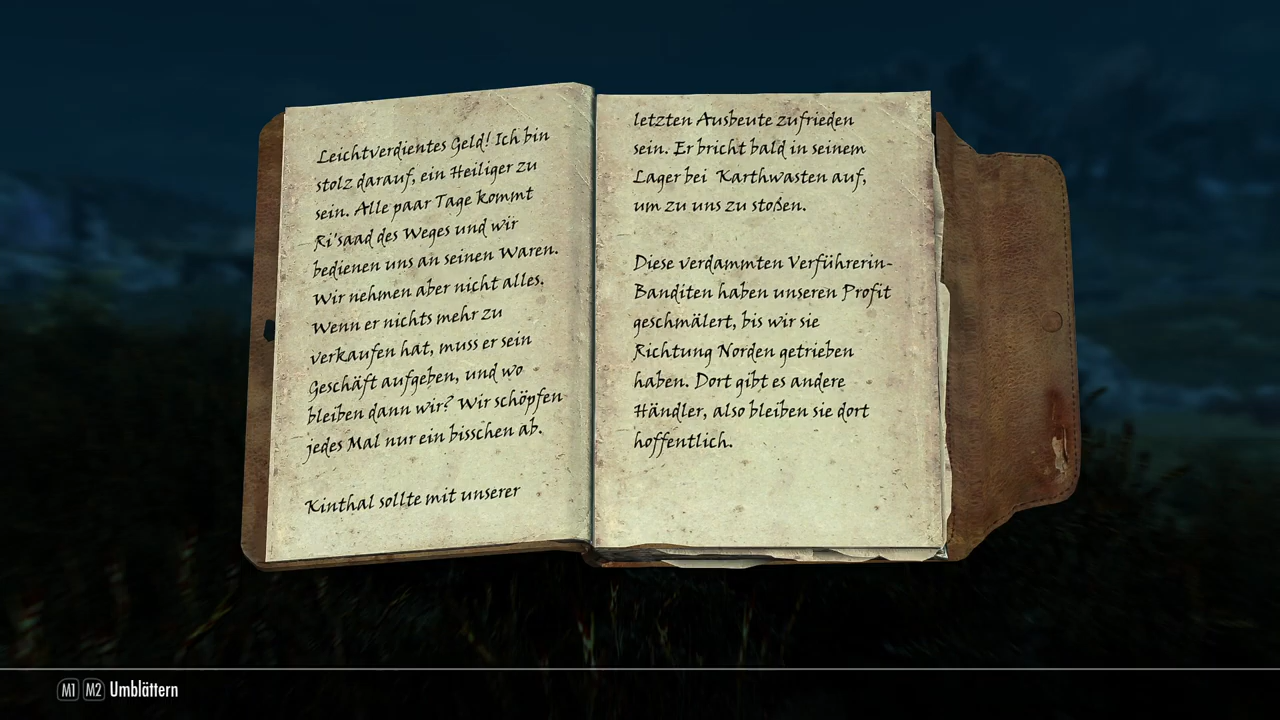 Leichtverdientes Geld! Ich bin
stolz darauf, ein Heiliger zu
sein. Alle paar Tage kommt
Ri'saad des Weges und wir
bedienen uns an seinen Waren.
Wir nehmen aber nicht alles.
Wenn er nichts mehr zu
verkaufen hat, muss er sein
Geschäft aufgeben, und wo
bleiben dann wir? Wir schöpfen
jedes Mal nur ein bisschen ab.
Kinthal sollte mit unserer
letzten Ausbeute zufrieden
sein. Er bricht bald in seinem
Lager bei Karthwasten auf,
um zu uns zu stoßen.
Diese verdammten Verführerin-
Banditen haben unseren Profit
geschmälert, bis wir sie
Richtung Norden getrieben
haben. Dort gibt es andere
Händler, also bleiben sie dort
hoffentlich.
M1 M2 Umblättern